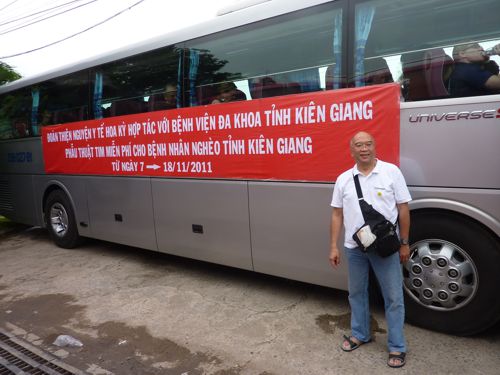 ĐOÀN THIỆN NGUYỆN Y TẾ HOA KỲ HỢP TÁC VỚI BỆNH VIỆN ĐA KHOA TỈNH KIÊN GIANG
PHẪU THUẬT TIM MIỄN PHÍ CHO BỆNH NHÂN NGHÈO TỈNH KIÊN GIANG
TỪ NGÀY 7 → 18/11/2011
UNIVERSE